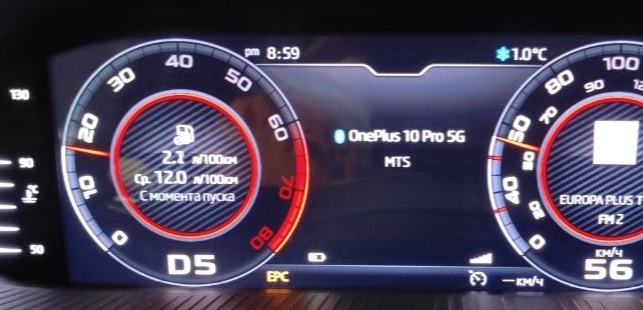 130
90
°C
50
0
10
20
30
40
50
60
70
80
2.1 л/100км
Ср. 12.0 л/100км
С момента пуска
D5
EPC
pm 8:59
1.0°C
OnePlus 10 Pro 5G
MTS
— км/ч
0
20
40
60
80
100
50
70
90
EUROPA PLUS
FM 2
км/ч
56